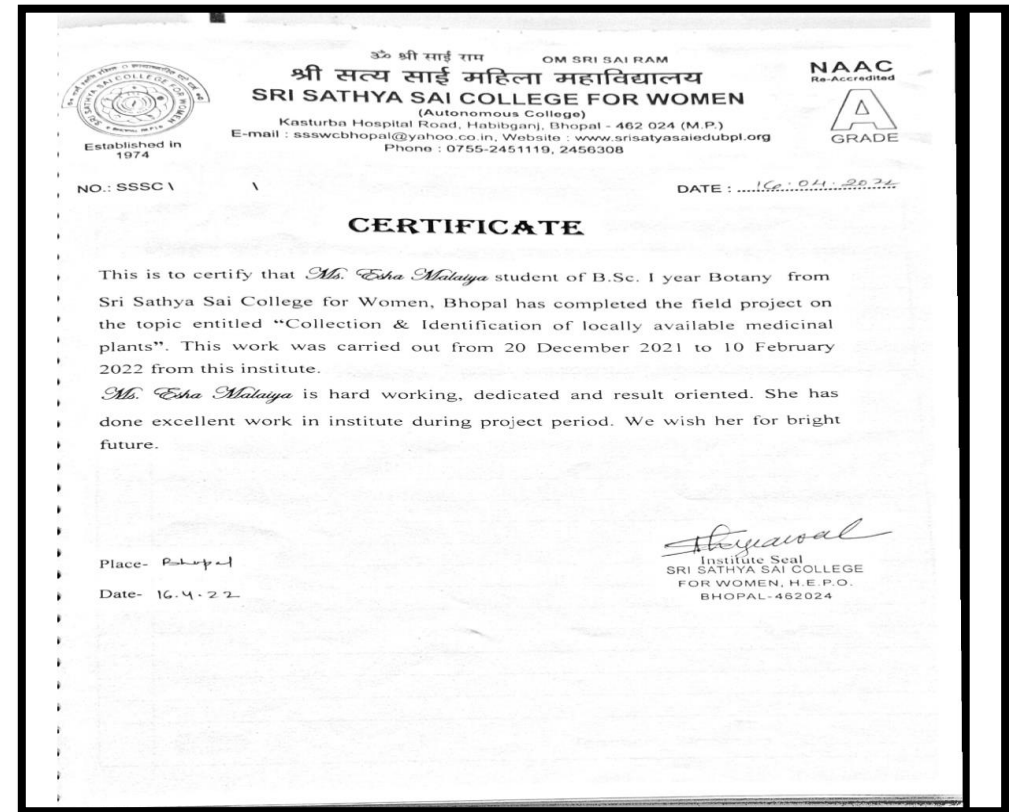 ॐ श्री साई राम OM SRI SAI RAM
श्री सत्य साई महिला महाविद्यालय
SRI SATHYA SAI COLLEGE FOR WOMEN
(Autonomous College)
Kasturba Hospital Road, Habibganj, Bhopal - 462 024 (M.P.)
E-mail : ssswcbhopal@yahoo.co.in, Website : www.srisatyasaiedubpl.org
Phone : 0755-2451119, 2456308
SRI SATHYA SAI COLLEGE FOR WOMEN
Established in
1974
NAAC
Re-Accredited
A
GRADE
NO.: SSSC \ \
DATE : 16.04.2022
CERTIFICATE
This is to certify that Ms. Esha Malaiya student of B.Sc. I year Botany from
Sri Sathya Sai College for Women, Bhopal has completed the field project on
the topic entitled “Collection & Identification of locally available medicinal
plants”. This work was carried out from 20 December 2021 to 10 February
2022 from this institute.
Ms. Esha Malaiya is hard working, dedicated and result oriented. She has
done excellent work in institute during project period. We wish her for bright
future.
Place- Bhopal
Date- 16.4.22
Institute Seal
SRI SATHYA SAI COLLEGE
FOR WOMEN, H.E.P.O.
BHOPAL-462024